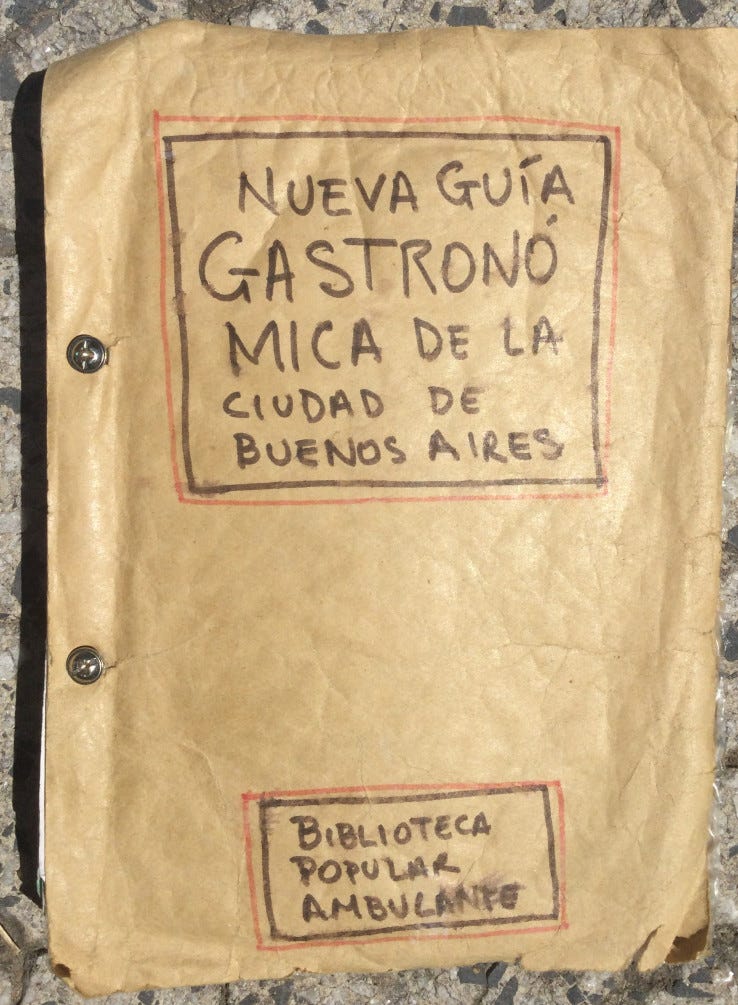 NUEVA GUÍA
GASTRONÓ
MICA DE LA
CIUDAD DE
BUENOS AIRES
BIBLIOTECA
POPULAR
AMBULANTE